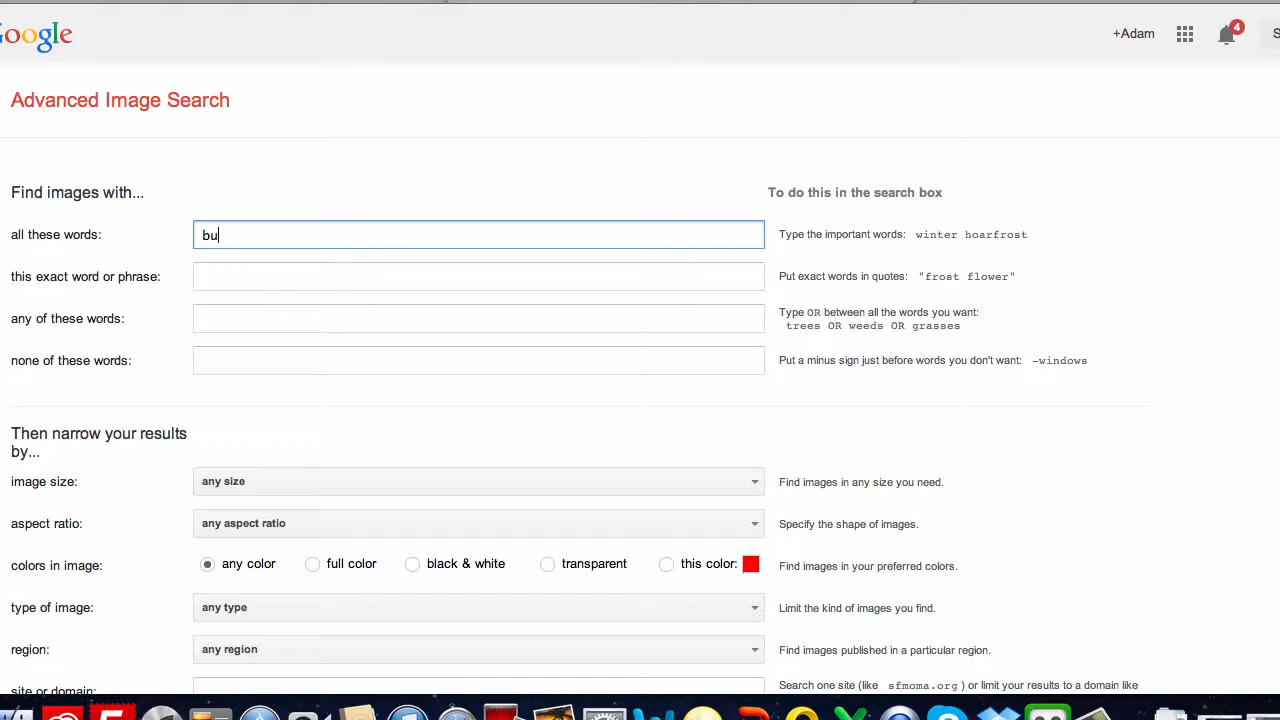 Google
+Adam
4
S
Advanced Image Search
Find images with...
To do this in the search box
all these words:
bu
Type the important words: winter hoarfrost
this exact word or phrase:
Put exact words in quotes: "frost flower"
any of these words:
Type OR between all the words you want:
trees OR weeds OR grasses
none of these words:
Put a minus sign just before words you don't want: -windows
Then narrow your results
by...
image size:
any size
Find images in any size you need.
aspect ratio:
any aspect ratio
Specify the shape of images.
colors in image:
any color
full color
black & white
transparent
this color:
Find images in your preferred colors.
type of image:
any type
Limit the kind of images you find.
region:
any region
Find images published in a particular region.
site or domain:
Search one site (like sfmoma.org ) or limit your results to a domain like